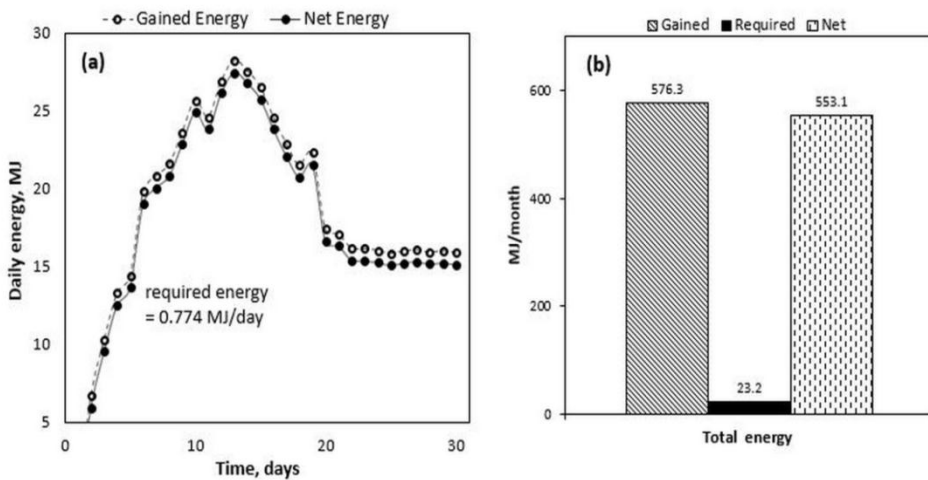 Gained Energy Net Energy
30
25
20
15
10
5
0 10 20 30
Daily energy, MJ
(a)
required energy
= 0.774 MJ/day
Time, days
Gained Required Net
(b)
600
400
200
0
MJ/month
576.3
23.2
553.1
Total energy